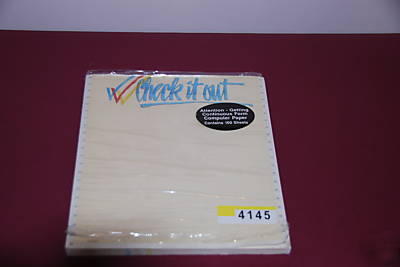 Check it out
Attention - Getting
Continuous Form
Computer Paper
Contains 100 Sheets
4145